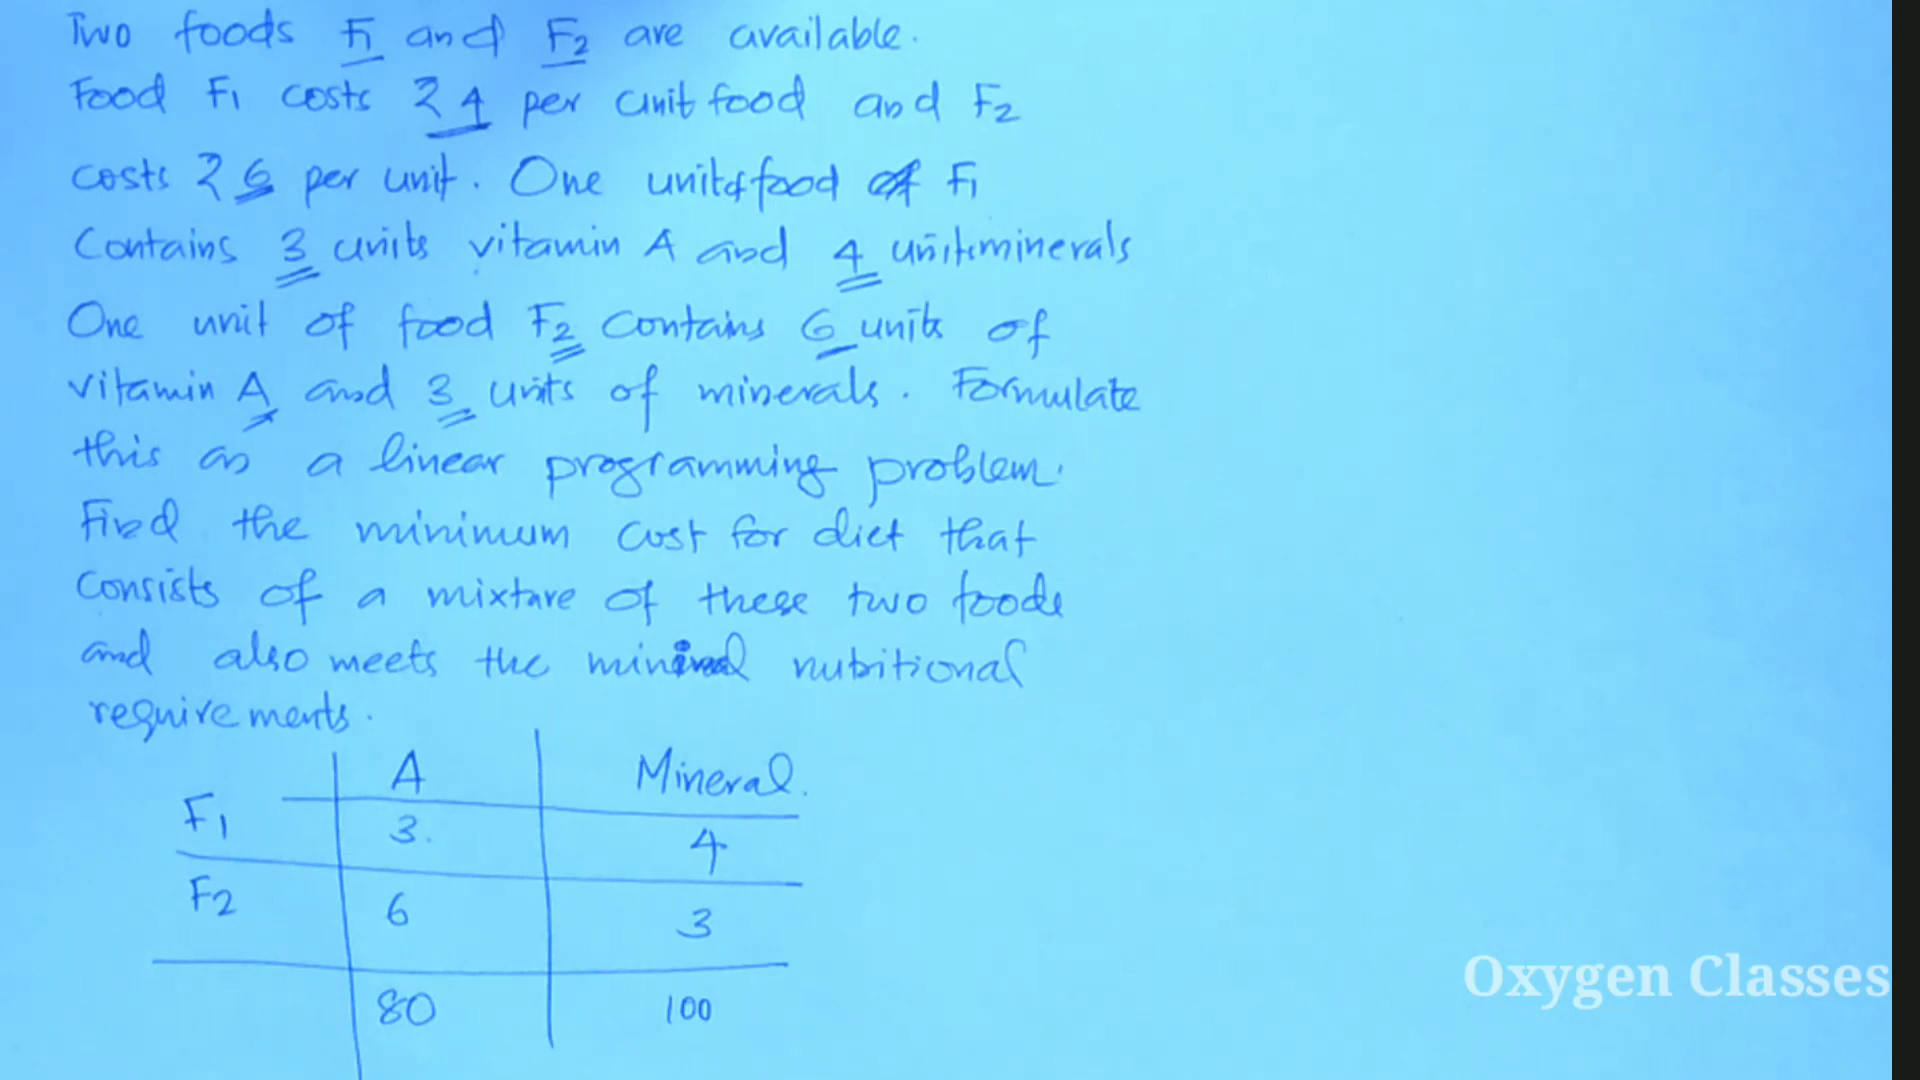 Two foods F1 and F2 are available.
Food F1 costs ₹ 4 per unit food and F2
costs ₹ 6 per unit. One unit of food of F1
Contains 3 units vitamin A and 4 units minerals
One unit of food F2 contains 6 units of
vitamin A and 3 units of minerals. Formulate
this as a linear programming problem.
Find the minimum cost for diet that
consists of a mixture of these two foods
and also meets the minimal nutritional
requirements.
A Mineral.
F1 3. 4
F2 6 3
80 100
Oxygen Classes